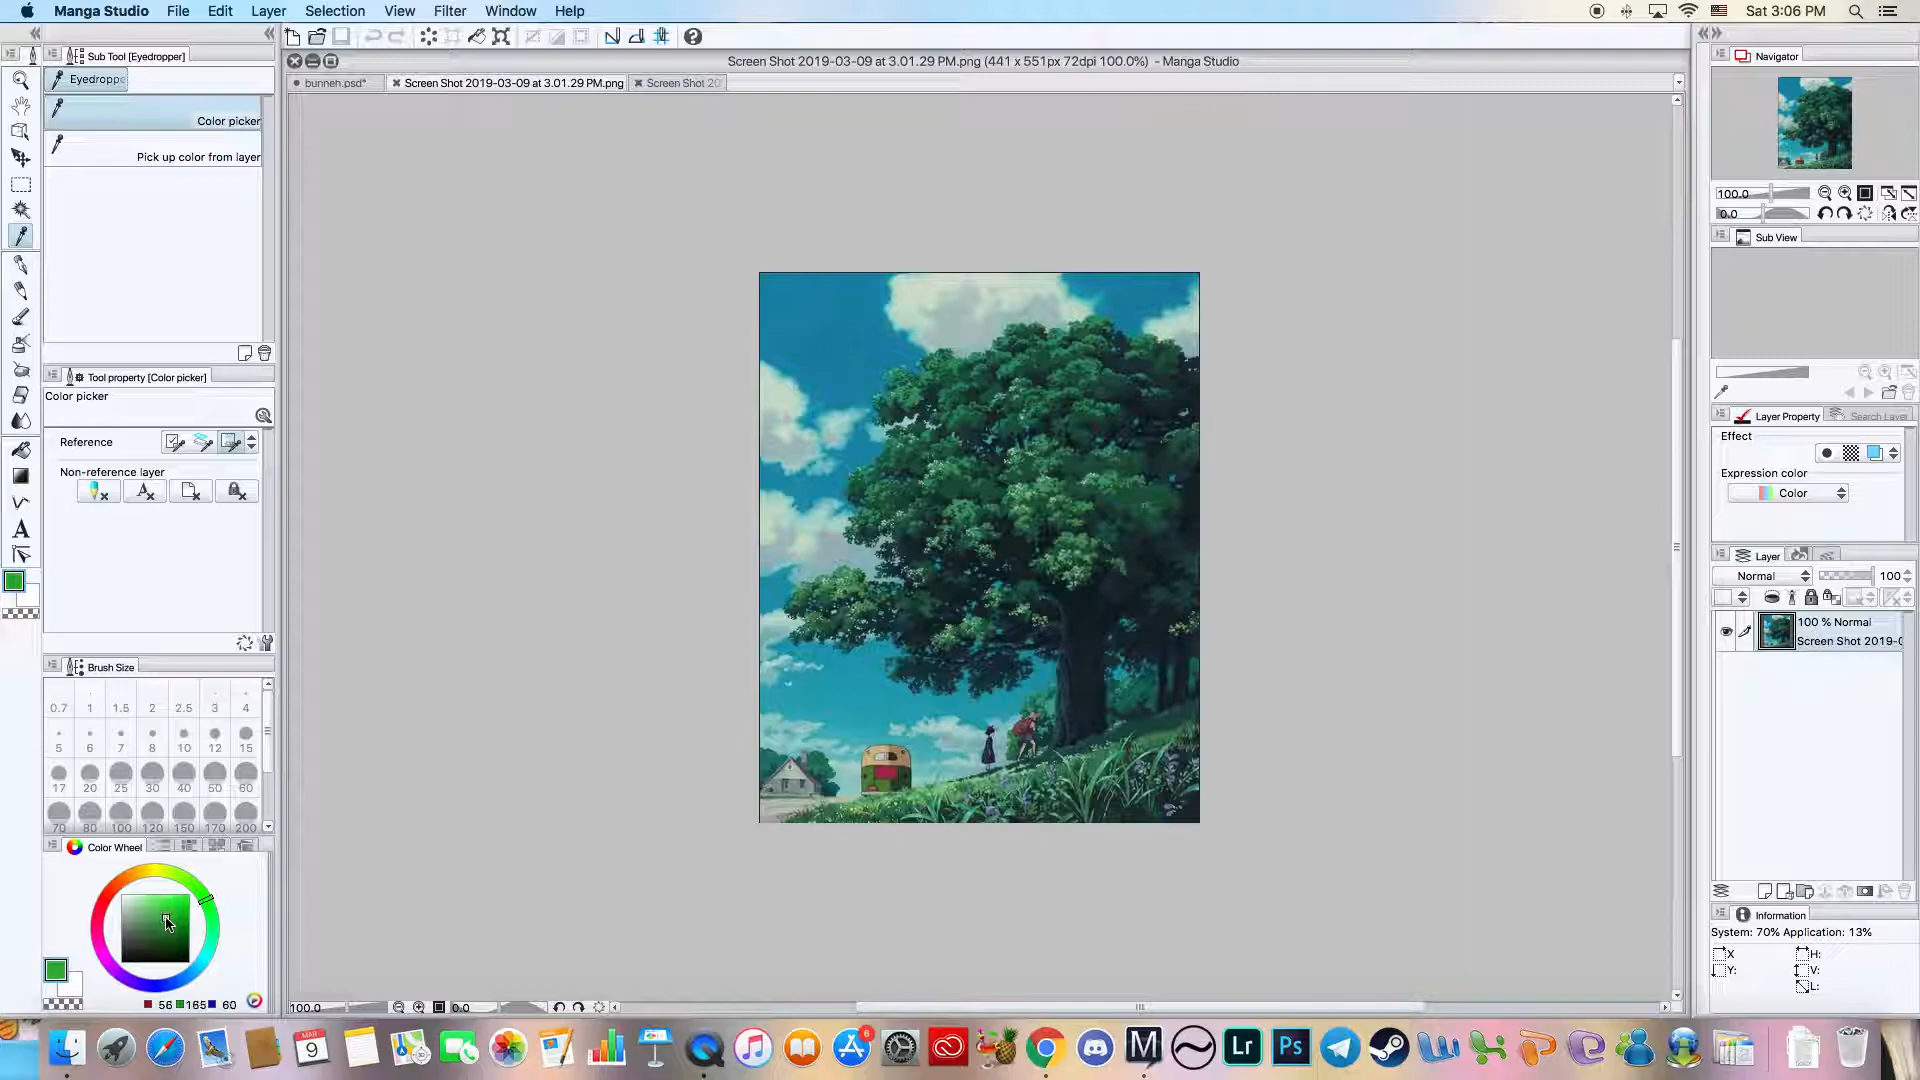 Manga Studio File Edit Layer Selection View Filter Window Help Sat 3:06 PM
Sub Tool [Eyedropper]
Eyedroppe
Color picker
Pick up color from layer
Screen Shot 2019-03-09 at 3.01.29 PM.png (441 x 551px 72dpi 100.0%) - Manga Studio
bunneh.psd* Screen Shot 2019-03-09 at 3.01.29 PM.png Screen Shot 20
Navigator
100.0
0.0
Sub View
Tool property [Color picker]
Color picker
Reference
Non-reference layer
Layer Property Search Layer
Effect
Expression color
Color
Layer
Normal 100
100 % Normal
Screen Shot 2019-0
Brush Size
0.7 1 1.5 2 2.5 3 4
5 6 7 8 10 12 15
17 20 25 30 40 50 60
70 80 100 120 150 170 200
Color Wheel
56 165 60
100.0 0.0
Information
System: 70% Application: 13%
X H:
Y: V:
L:
MAR
9
6
Lr
Ps